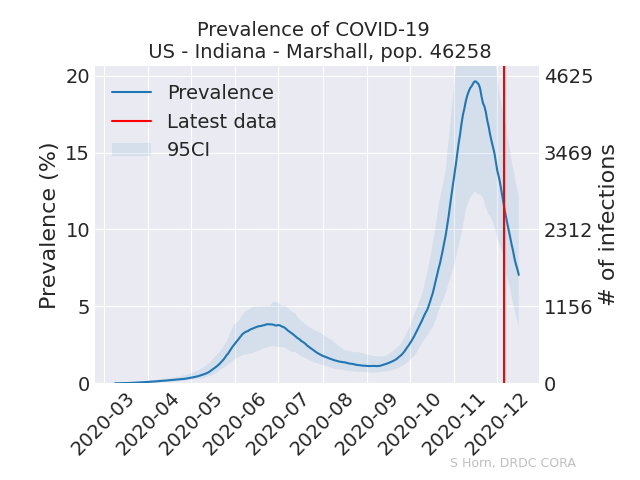 Prevalence of COVID-19
US - Indiana - Marshall, pop. 46258
Prevalence
Latest data
95CI
Prevalence (%)
20
15
10
5
0
4625
3469
2312
1156
0
# of infections
2020-03
2020-04
2020-05
2020-06
2020-07
2020-08
2020-09
2020-10
2020-11
2020-12
S Horn, DRDC CORA